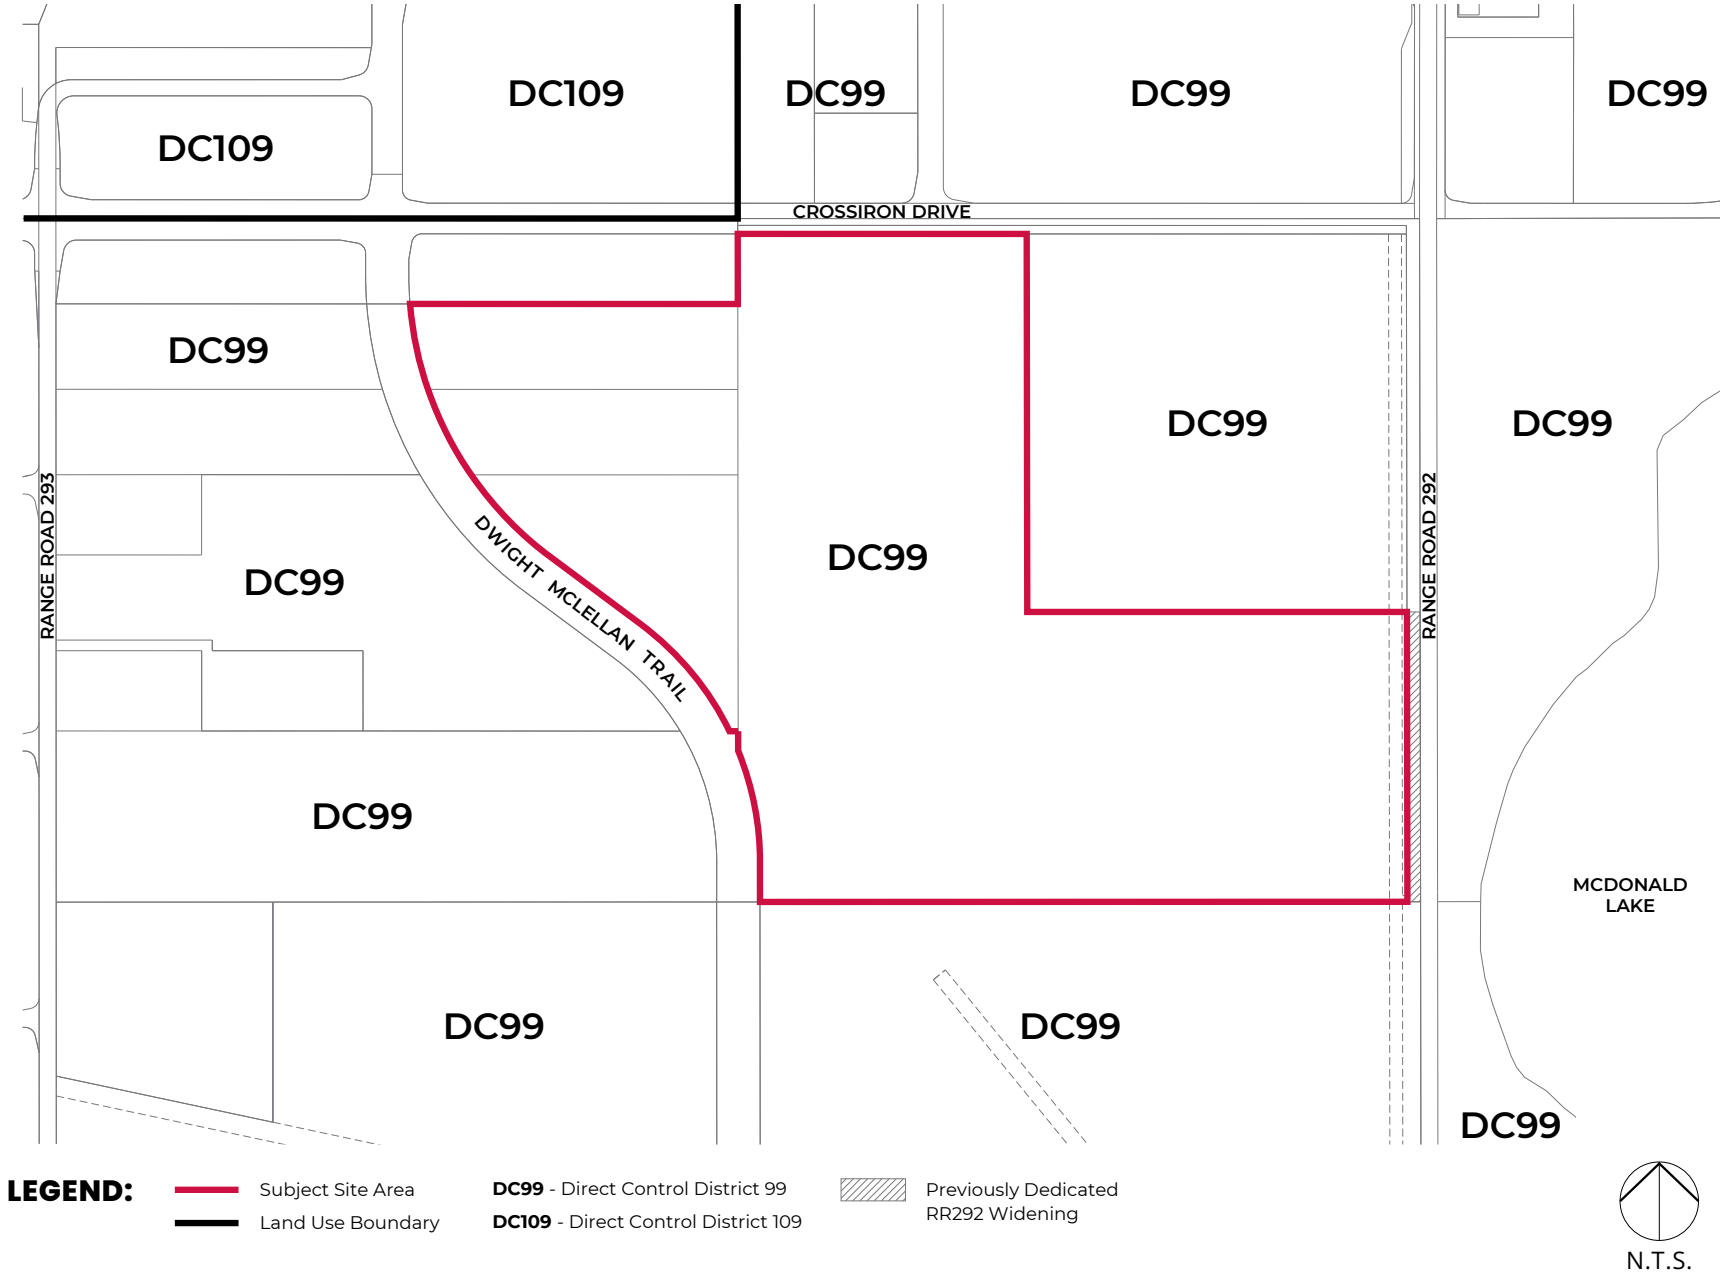 DC109
DC99
DC99
DC99
DC109
CROSSIRON DRIVE
DC99
DC99
DC99
RANGE ROAD 293
RANGE ROAD 292
DWIGHT MCLELLAN TRAIL
DC99
DC99
DC99
MCDONALD
LAKE
DC99
DC99
DC99
LEGEND:
Subject Site Area
Land Use Boundary
DC99 - Direct Control District 99
DC109 - Direct Control District 109
Previously Dedicated
RR292 Widening
N.T.S.